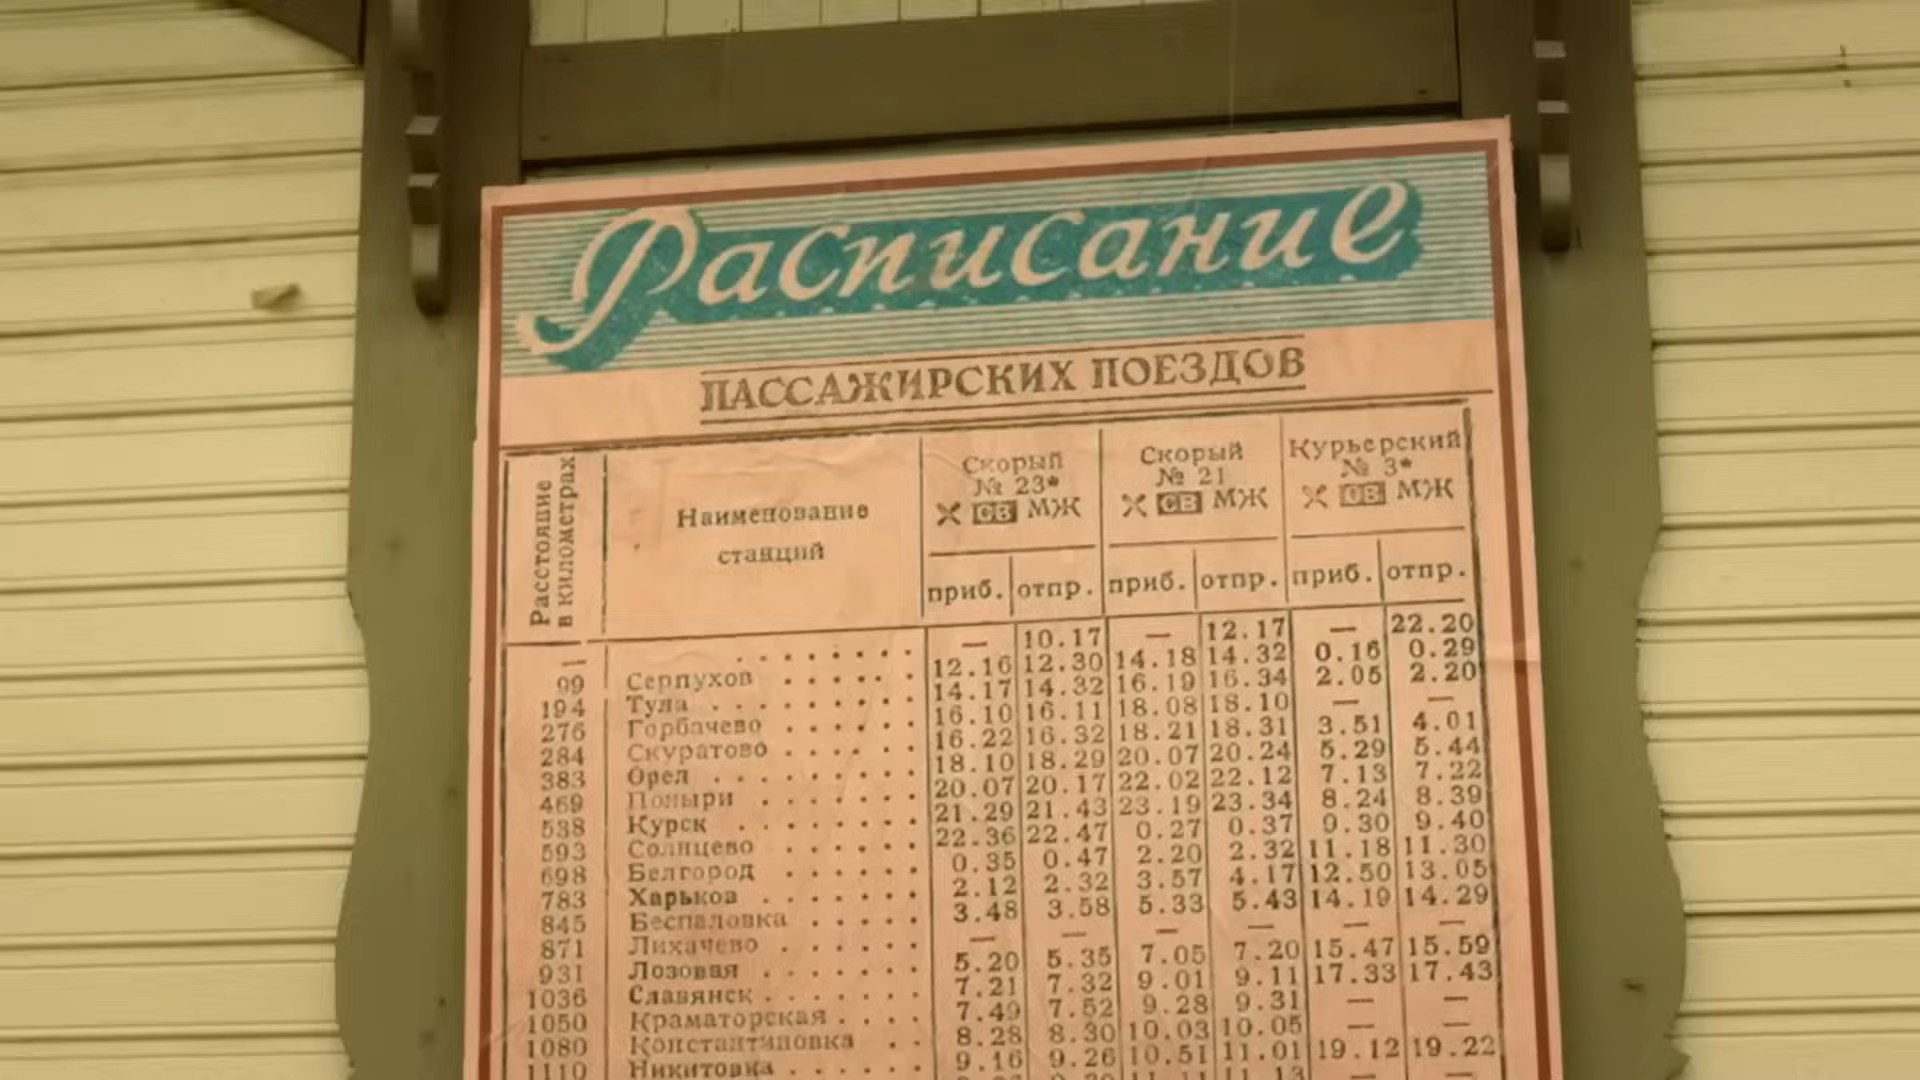 Расписание
ПАССАЖИРСКИХ ПОЕЗДОВ
Расстояние
в километрах
Наименование
станций
Скорый
№ 23*
СВ МЖ
Скорый
№ 21
СВ МЖ
Курьерский
№ 3*
СВ МЖ
приб. отпр. приб. отпр. приб. отпр.
— 10.17 — 12.17 — 22.20
99 Серпухов 12.16 12.30 14.18 14.32 0.16 0.29
194 Тула 14.17 14.32 16.19 16.34 2.05 2.20
276 Горбачево 16.10 16.11 18.08 18.10 — —
284 Скуратово 16.22 16.32 18.21 18.31 3.51 4.01
383 Орел 18.10 18.29 20.07 20.24 5.29 5.44
469 Поныри 20.07 20.17 22.02 22.12 7.13 7.22
538 Курск 21.29 21.43 23.19 23.34 8.24 8.39
593 Солнцево 22.36 22.47 0.27 0.37 9.30 9.40
698 Белгород 0.35 0.47 2.20 2.32 11.18 11.30
783 Харьков 2.12 2.32 3.57 4.17 12.50 13.05
845 Беспаловка 3.48 3.58 5.33 5.43 14.19 14.29
871 Лихачево — — — — — —
931 Лозовая 5.20 5.35 7.05 7.20 15.47 15.59
1036 Славянск 7.21 7.32 9.01 9.11 17.33 17.43
1050 Краматорская 7.49 7.52 9.28 9.31 — —
1080 Константиновка 8.28 8.30 10.03 10.05 — —
1110 Никитовка 9.16 9.26 10.51 11.01 19.12 19.22